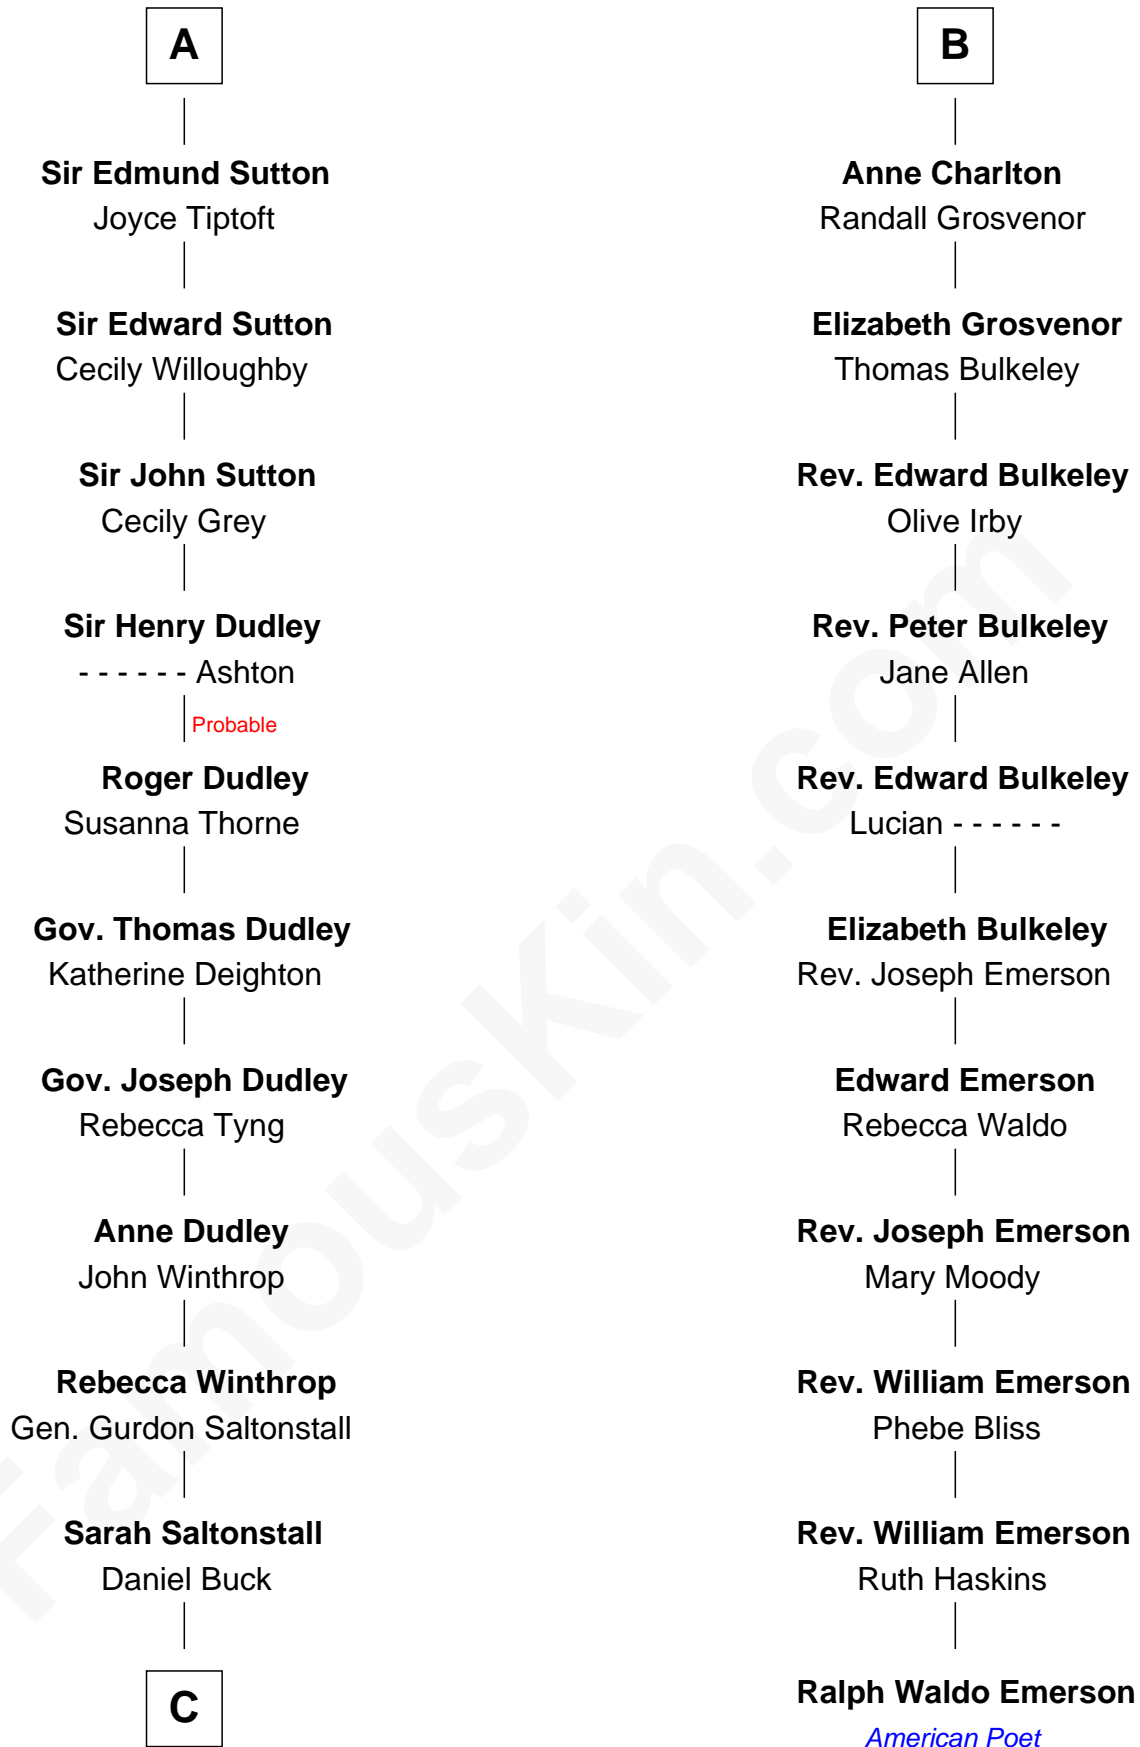 A
Sir Edmund Sutton
Joyce Tiptoft
Sir Edward Sutton
Cecily Willoughby
Sir John Sutton
Cecily Grey
Sir Henry Dudley
- - - - - - Ashton
Probable
Roger Dudley
Susanna Thorne
Gov. Thomas Dudley
Katherine Deighton
Gov. Joseph Dudley
Rebecca Tyng
Anne Dudley
John Winthrop
Rebecca Winthrop
Gen. Gurdon Saltonstall
Sarah Saltonstall
Daniel Buck
C
B
Anne Charlton
Randall Grosvenor
Elizabeth Grosvenor
Thomas Bulkeley
Rev. Edward Bulkeley
Olive Irby
Rev. Peter Bulkeley
Jane Allen
Rev. Edward Bulkeley
Lucian - - - - - -
Elizabeth Bulkeley
Rev. Joseph Emerson
Edward Emerson
Rebecca Waldo
Rev. Joseph Emerson
Mary Moody
Rev. William Emerson
Phebe Bliss
Rev. William Emerson
Ruth Haskins
Ralph Waldo Emerson
American Poet
FamousKin.com